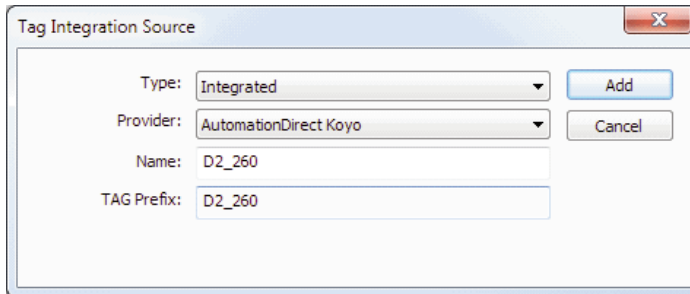 Tag Integration Source
Type: Integrated Add
Provider: AutomationDirect Koyo Cancel
Name: D2_260
TAG Prefix: D2_260